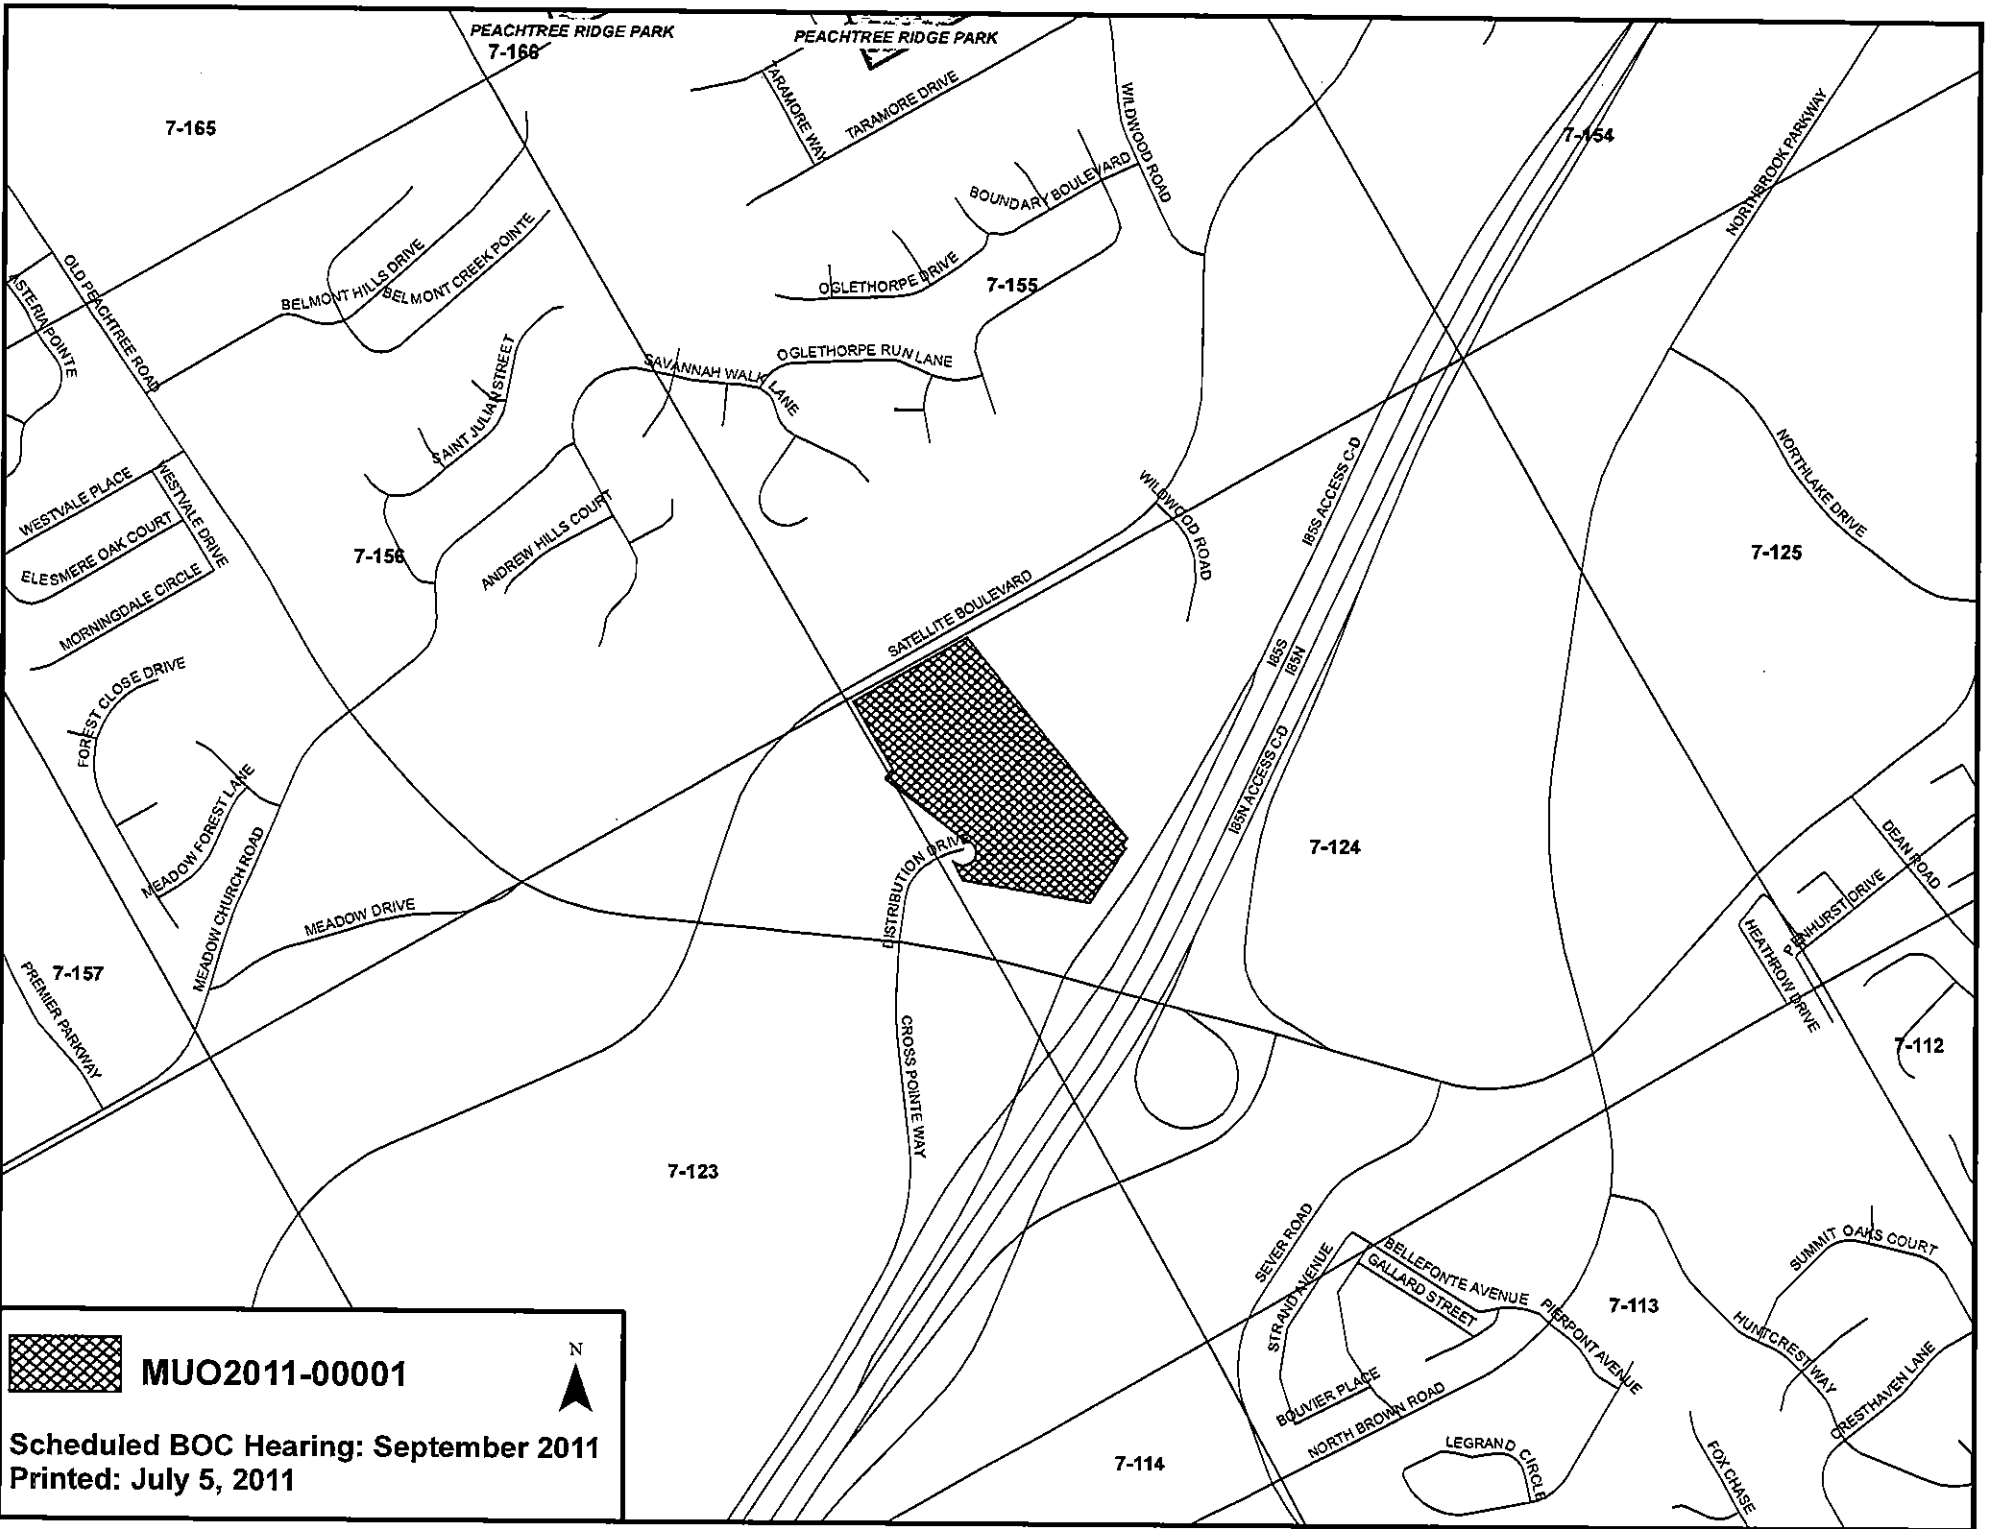 PEACHTREE RIDGE PARK
7-166
PEACHTREE RIDGE PARK
7-165
TARAMORE WAY
TARAMORE DRIVE
WILDWOOD ROAD
7-154
NORTHBROOK PARKWAY
BOUNDARY BOULEVARD
OLD PEACHTREE ROAD
BELMONT HILLS DRIVE
BELMONT CREEK POINTE
OGLETHORPE DRIVE
7-155
POINTE
SAINT JULIAN STREET
SAVANNAH WALK LANE
OGLETHORPE RUN LANE
WESTVALE PLACE
WESTVALE DRIVE
ELESMERE OAK COURT
MORNINGDALE CIRCLE
7-156
ANDREW HILLS COURT
WILDWOOD ROAD
I85S ACCESS C-D
NORTHLAKE DRIVE
7-125
SATELLITE BOULEVARD
I85S
I85N
I85N ACCESS C-D
FOREST CLOSE DRIVE
MEADOW FOREST LANE
MEADOW CHURCH ROAD
MEADOW DRIVE
DISTRIBUTION DRIVE
7-124
DEAN ROAD
PENHURST DRIVE
HEATHROW DRIVE
7-157
PREMIER PARKWAY
CROSS POINTE WAY
7-112
7-123
SEVER ROAD
STRAND AVENUE
BELLEFONTE AVENUE
GALLARD STREET
PIERPONT AVENUE
7-113
SUMMIT OAKS COURT
HUNTCREST WAY
CRESTHAVEN LANE
BOUVIER PLACE
NORTH BROWN ROAD
7-114
LEGRAND CIRCLE
FOX CHASE
MUO2011-00001
N
Scheduled BOC Hearing: September 2011
Printed: July 5, 2011